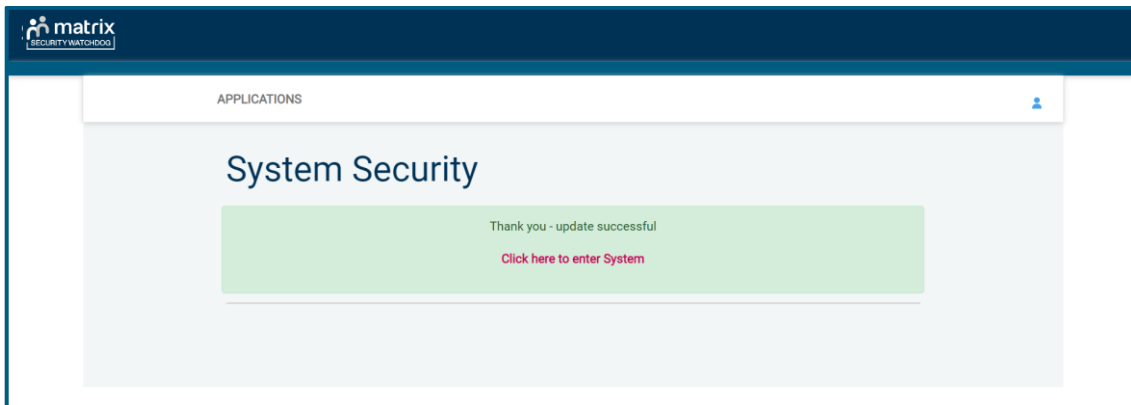 matrix
SECURITY WATCHDOG
APPLICATIONS
System Security
Thank you - update successful
Click here to enter System